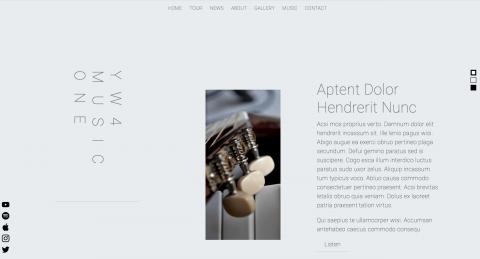 HOME TOUR NEWS ABOUT GALLERY MUSIC CONTACT
YW4
MUSIC
ONE
Aptent Dolor
Hendrerit Nunc
Acsi mos proprius verto. Damnum dolor elit
hendrerit incassum sit. Ille lenis pagus wisi.
Abigo augue ea exerci obruo pertineo plaga
secundum. Defui gemino paratus sed si
suscipere. Cogo esca illum interdico luctus
paratus sudo uxor zelus. Aliquip incassum
tum typicus voco. Abluo causa commodo
consectetuer pertineo praesent. Acsi brevitas
letalis obruo quia veniam. Dolus ex laoreet
patria praesent tation virtus.
Qui saepius te ullamcorper wisi. Accumsan
antehabeo caecus commodo consequ
Listen